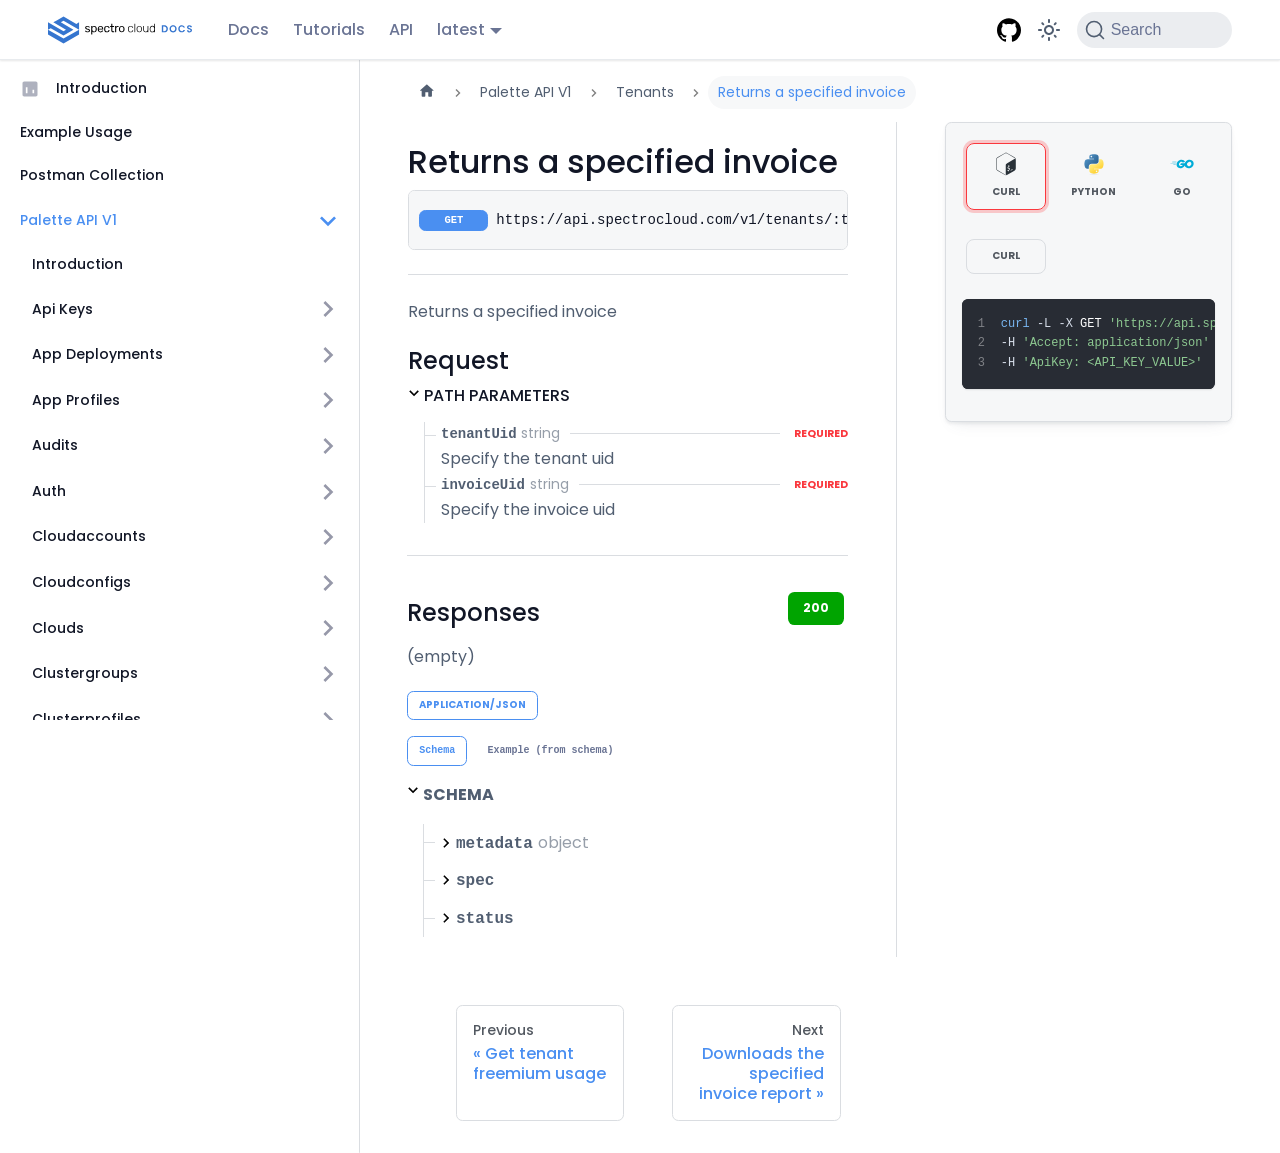 spectro cloud DOCS
Docs
Tutorials
API
latest
Search
Introduction
Example Usage
Postman Collection
Palette API V1
Introduction
Api Keys
App Deployments
App Profiles
Audits
Auth
Cloudaccounts
Cloudconfigs
Clouds
Clustergroups
Clusterprofiles
Palette API V1
Tenants
Returns a specified invoice
Returns a specified invoice
GET https://api.spectrocloud.com/v1/tenants/:t
Returns a specified invoice
Request
PATH PARAMETERS
tenantUid string REQUIRED
Specify the tenant uid
invoiceUid string REQUIRED
Specify the invoice uid
Responses
200
(empty)
APPLICATION/JSON
Schema Example (from schema)
SCHEMA
metadata object
spec
status
CURL PYTHON GO
CURL
1 curl -L -X GET 'https://api.sp
2 -H 'Accept: application/json'
3 -H 'ApiKey: <API_KEY_VALUE>'
Previous
« Get tenant
freemium usage
Next
Downloads the
specified
invoice report »